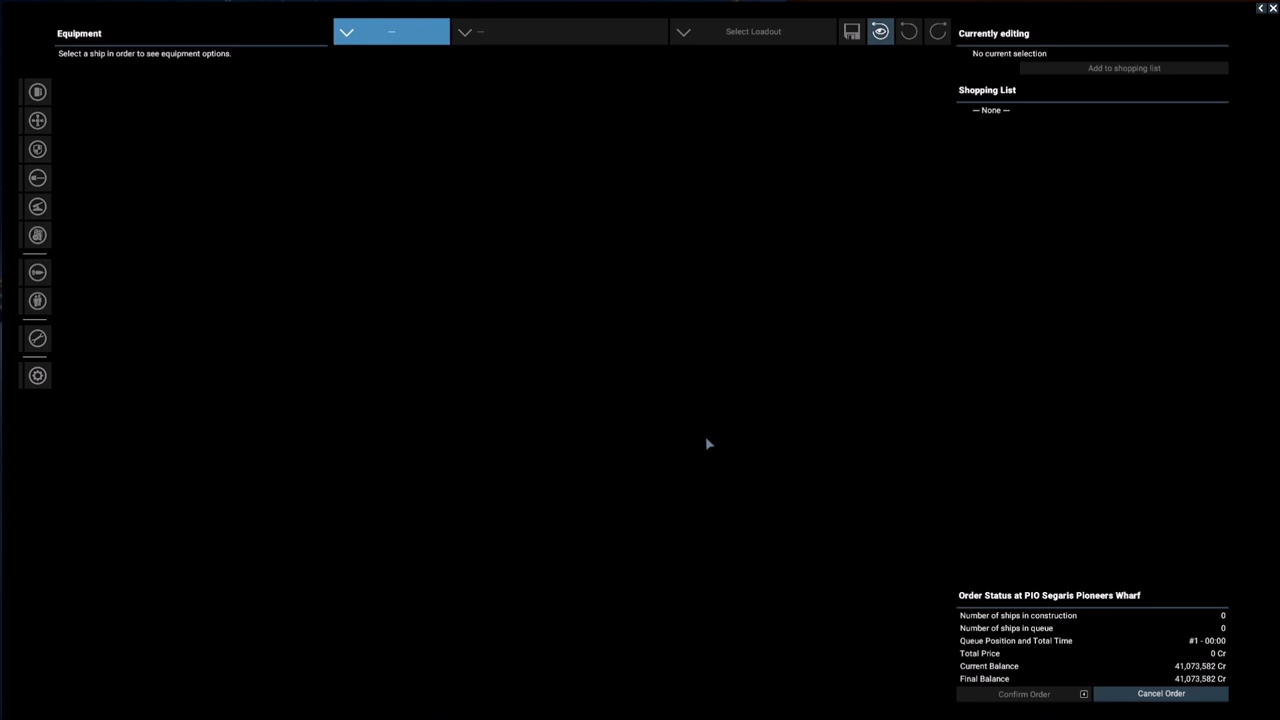 Equipment
Select a ship in order to see equipment options.
—
—
Select Loadout
Currently editing
No current selection
Add to shopping list
Shopping List
— None —
Order Status at PIO Segaris Pioneers Wharf
Number of ships in construction 0
Number of ships in queue 0
Queue Position and Total Time #1 - 00:00
Total Price 0 Cr
Current Balance 41,073,582 Cr
Final Balance 41,073,582 Cr
Confirm Order
Cancel Order